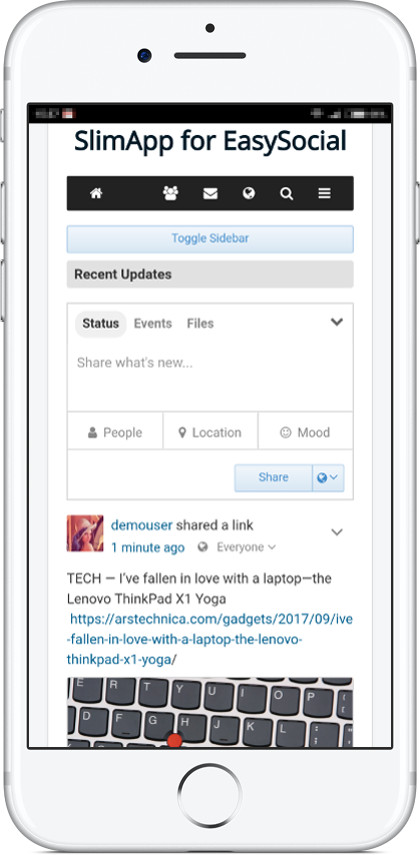 SlimApp for EasySocial
Toggle Sidebar
Recent Updates
Status Events Files
Share what's new...
People Location Mood
Share
demouser shared a link
1 minute ago Everyone
TECH — I've fallen in love with a laptop—the
Lenovo ThinkPad X1 Yoga
https://arstechnica.com/gadgets/2017/09/ive
-fallen-in-love-with-a-laptop-the-lenovo-
thinkpad-x1-yoga/
E R T Y U I O P
D F G H J K L :